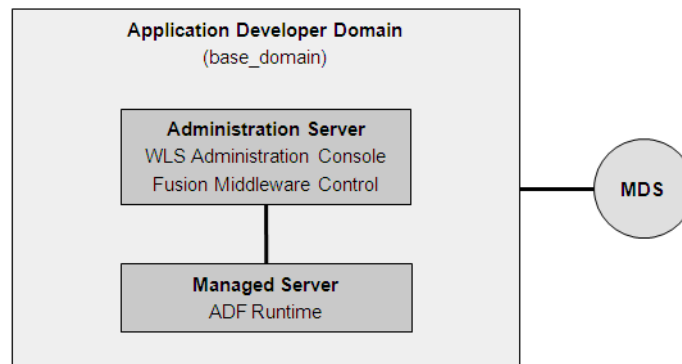 Application Developer Domain
(base_domain)
Administration Server
WLS Administration Console
Fusion Middleware Control
MDS
Managed Server
ADF Runtime